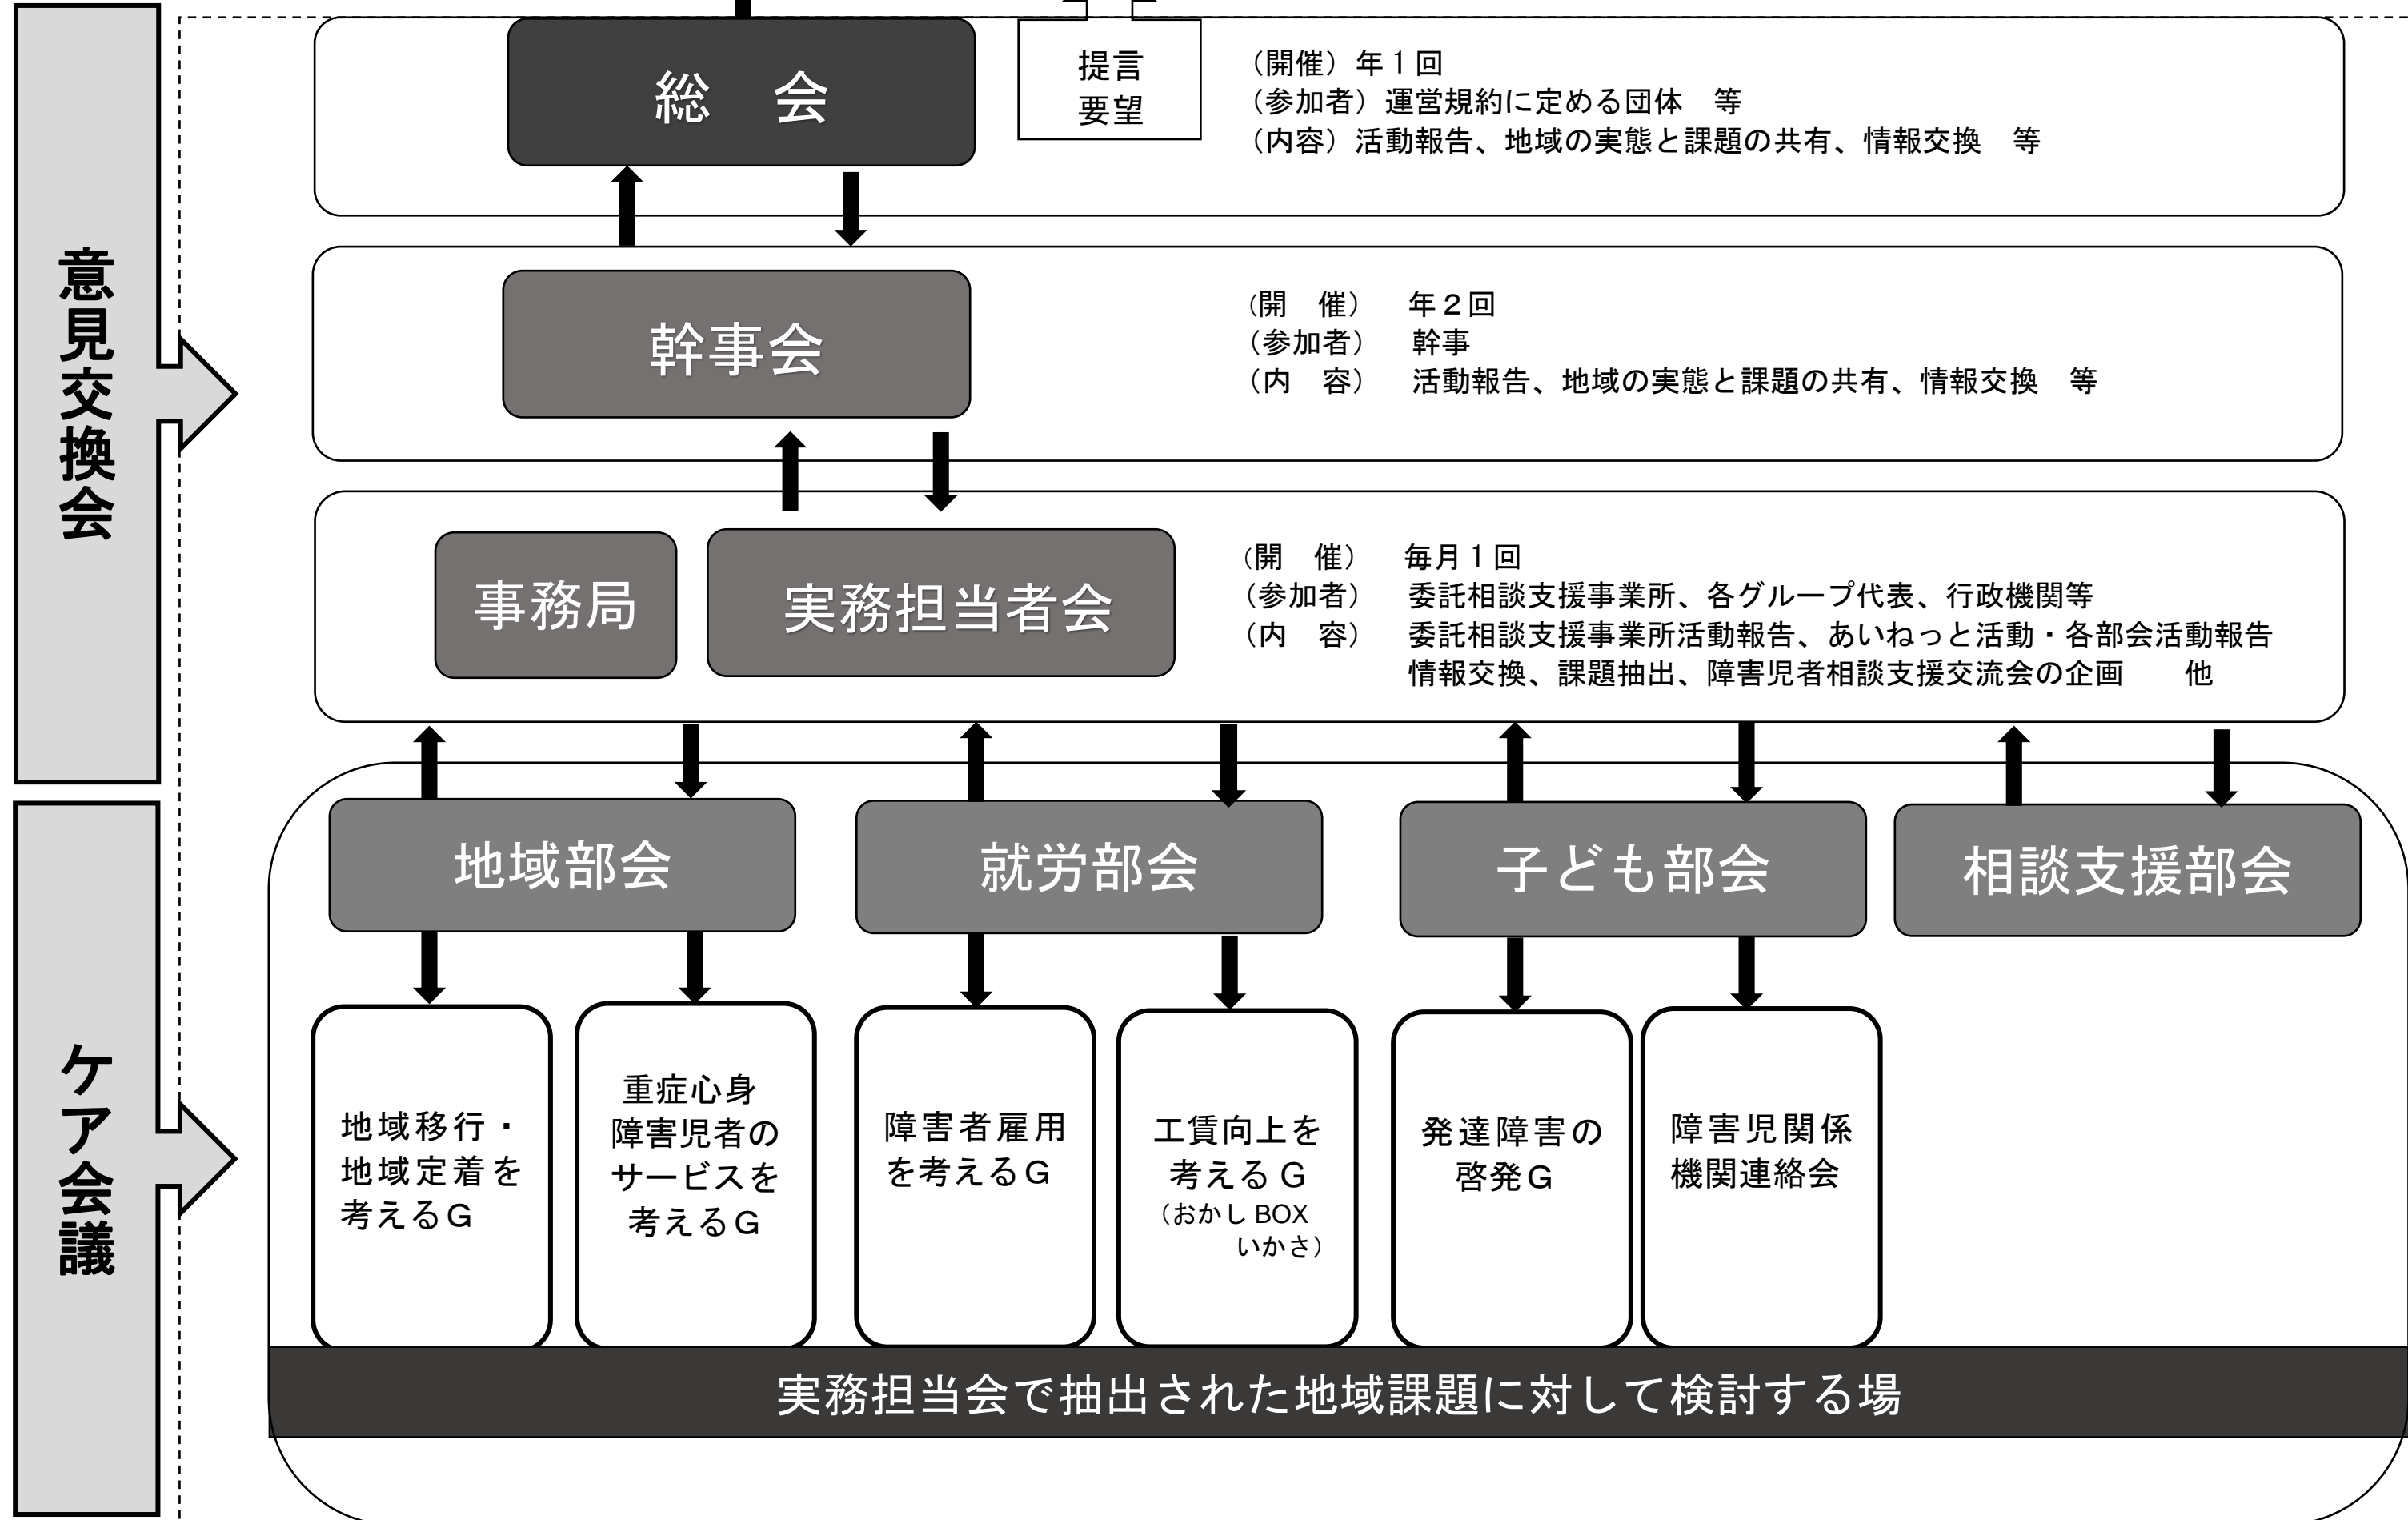 意見交換会
総　会
提言
要望
（開催）年１回
（参加者）運営規約に定める団体　等
（内容）活動報告、地域の実態と課題の共有、情報交換　等
幹事会
（開　催）　年２回
（参加者）　幹事
（内　容）　活動報告、地域の実態と課題の共有、情報交換　等
事務局
実務担当者会
（開　催）　毎月１回
（参加者）　委託相談支援事業所、各グループ代表、行政機関等
（内　容）　委託相談支援事業所活動報告、あいねっと活動・各部会活動報告
情報交換、課題抽出、障害児者相談支援交流会の企画　　他
ケア会議
地域部会
就労部会
子ども部会
相談支援部会
地域移行・
地域定着を
考えるＧ
重症心身
障害児者の
サービスを
考えるＧ
障害者雇用
を考えるＧ
工賃向上を
考えるＧ
（おかし BOX
いかさ）
発達障害の
啓発Ｇ
障害児関係
機関連絡会
実務担当会で抽出された地域課題に対して検討する場